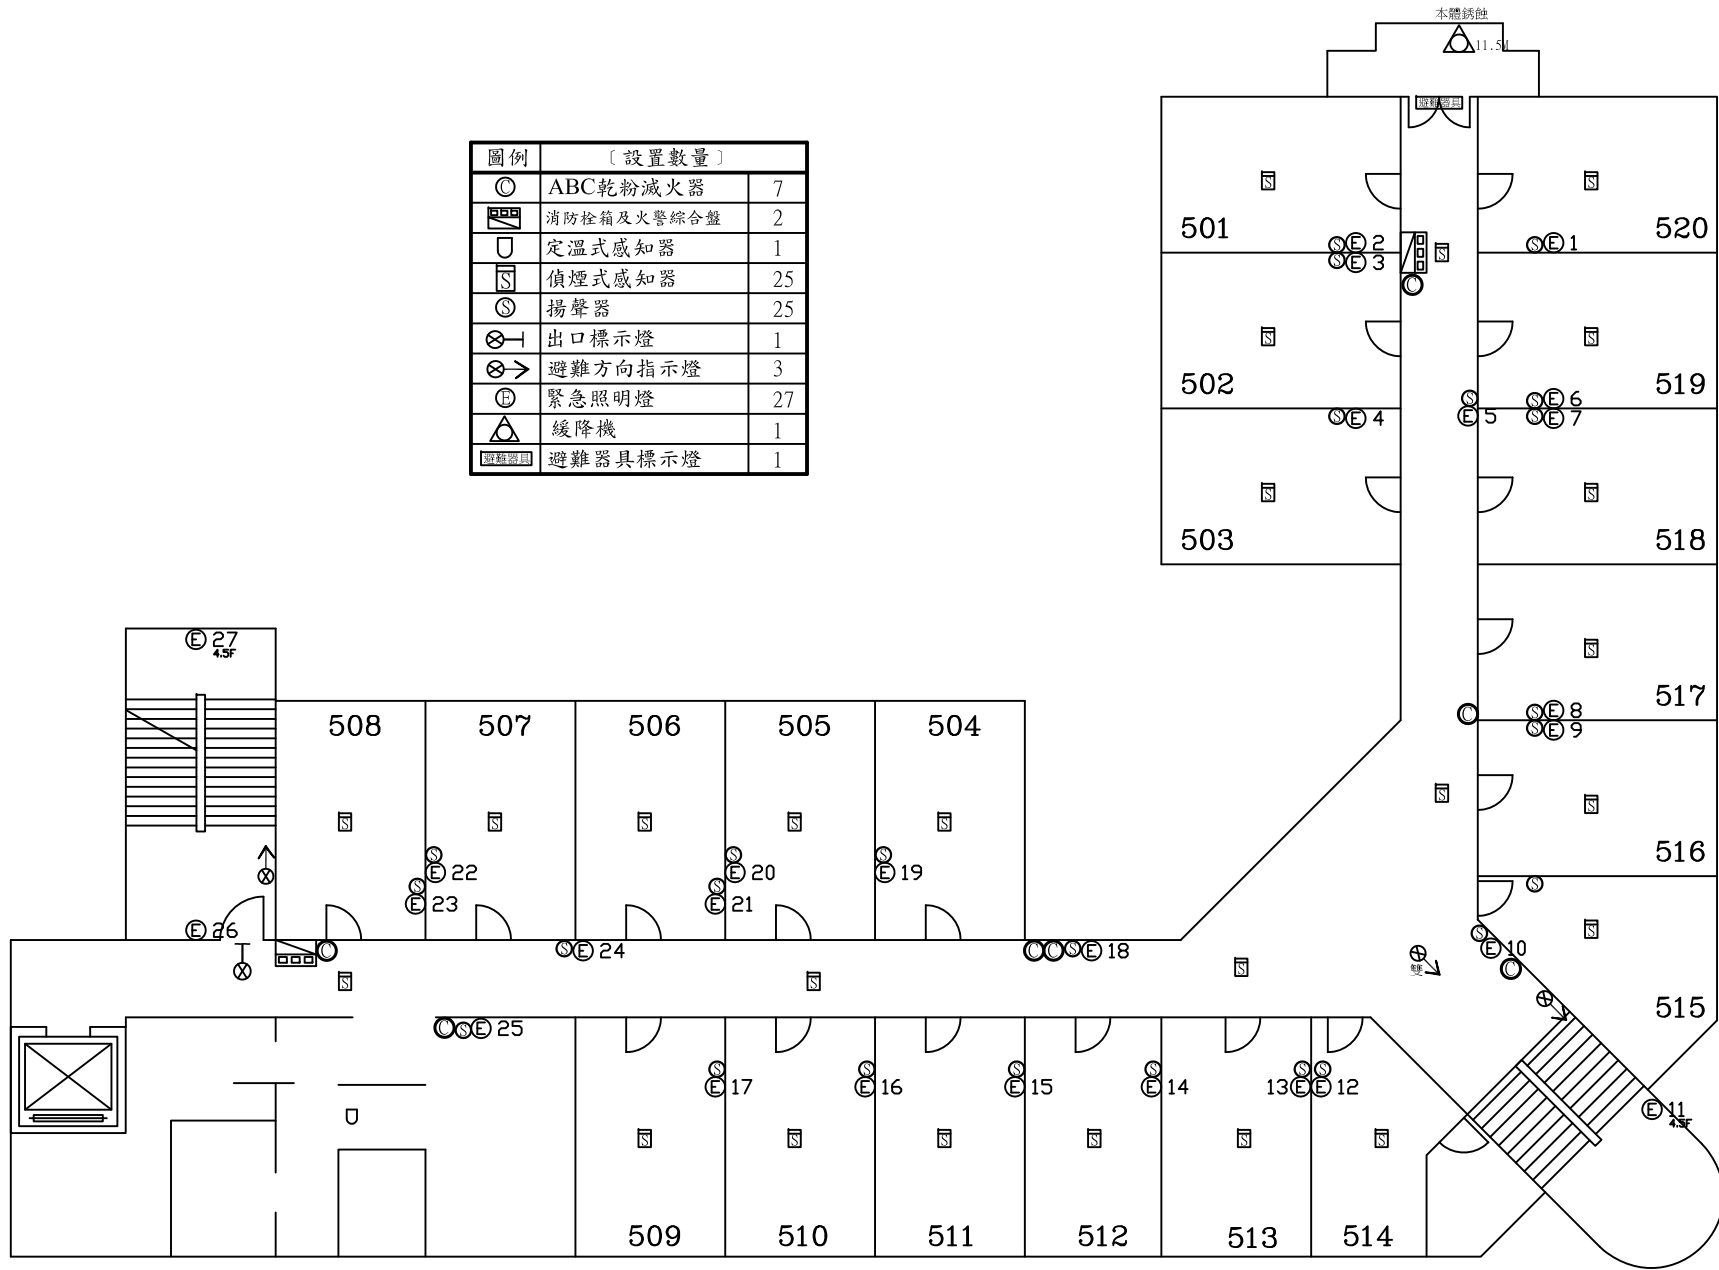 本體銹蝕
11.5M
避難器具
圖例 〔設置數量〕
C ABC乾粉滅火器 7
消防栓箱及火警綜合盤 2
定溫式感知器 1
S 偵煙式感知器 25
S 揚聲器 25
出口標示燈 1
避難方向指示燈 3
E 緊急照明燈 27
緩降機 1
避難器具 避難器具標示燈 1
S S
501 520
S E 2 S S E 1
S E 3
C
S S
502 519
S S E 6
S E 4 E 5 S E 7
S S
503 518
E 27
4.5F
S
517
C S E 8
S E 9
508 507 506 505 504
S S
S S S S S
516
S S S
E 22 E 20 E 19
S S S
E 23 E 21
S
E 26 S
C S E 24 C C S E 18 E 10
C
雙
S S S
515
C S E 25
S S S S S S
E 17 E 16 E 15 E 14 13 E E 12
E 11
4.5F
S S S S S S
509 510 511 512 513 514